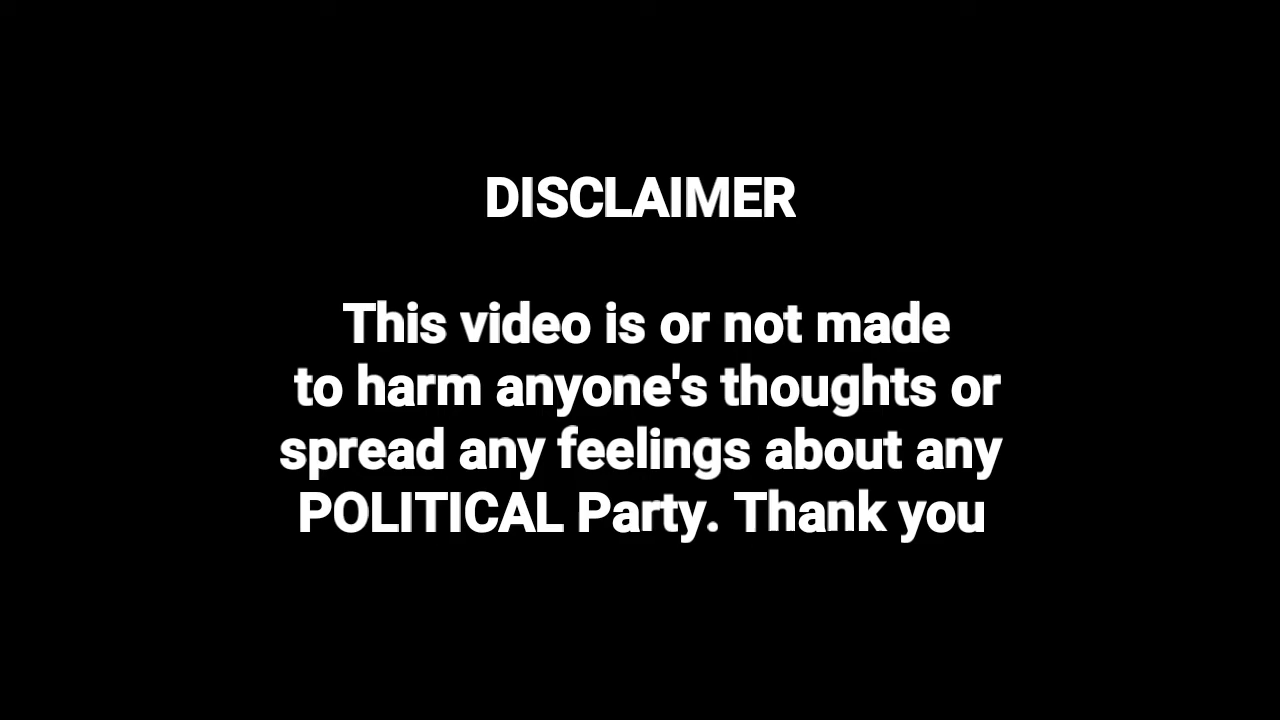 DISCLAIMER
This video is or not made
to harm anyone's thoughts or
spread any feelings about any
POLITICAL Party. Thank you